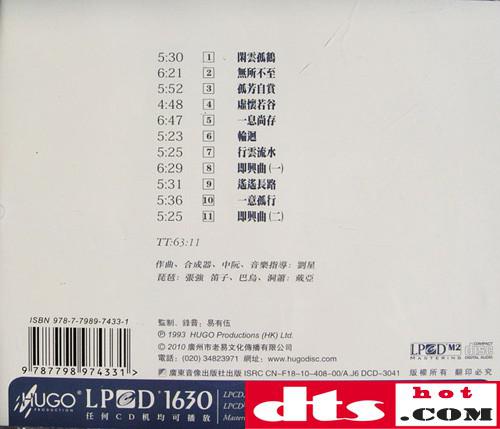 5:30 1 閑雲孤鶴
6:21 2 無所不至
5:52 3 孤芳自賞
4:48 4 虛懷若谷
6:47 5 一息尚存
5:23 6 輪迴
5:25 7 行雲流水
6:29 8 即興曲(一)
5:31 9 遙遙長路
5:36 10 一意孤行
5:25 11 即興曲(二)
TT:63:11
作曲、合成器、中阮、音樂指導:劉星
琵琶:張強 笛子、巴烏、洞簫:戴亞
ISBN 978-7-7989-7433-1
9 787798 974331>
監制、錄音:易有伍
℗ 1993 HUGO Productions (HK) Ltd.
© 2010 廣州市老易文化傳播有限公司
電話:(020) 34823971 網址:www.hugodisc.com
廣東音像出版社出版 ISRC CN–F18–10–408–00/A.J6 DCD–3041
LPCD M2
MASTERING
COMPACT
disc
DIGITAL AUDIO
版權所有 翻印必究
HUGO
PRODUCTION
LPCD 1630
任何CD機均可播放
LPCD
LPCD
Master
dts
hot
.com